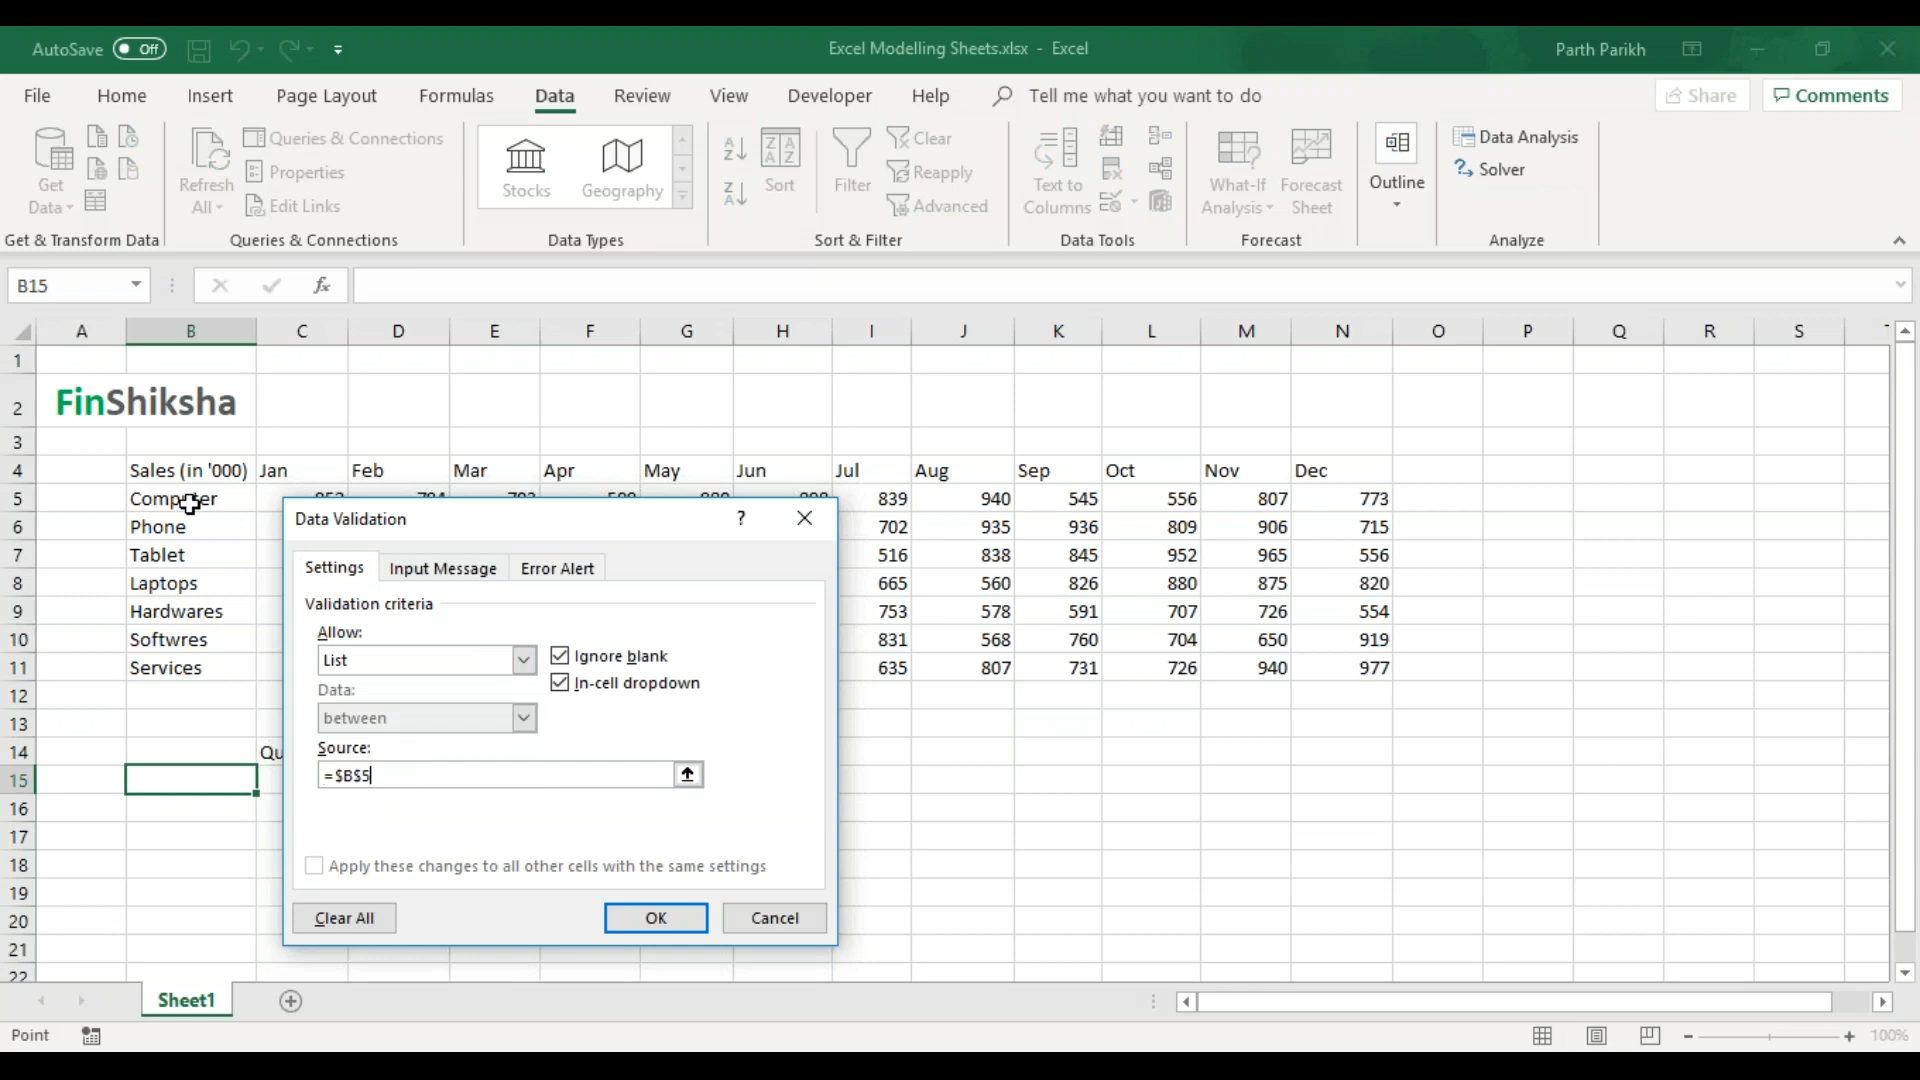 AutoSave Off Excel Modelling Sheets.xlsx - Excel Parth Parikh
File Home Insert Page Layout Formulas Data Review View Developer Help Tell me what you want to do Share Comments
Get Data
Get & Transform Data
Refresh All
Queries & Connections
Properties
Edit Links
Queries & Connections
Stocks Geography
Data Types
Sort
Filter
Clear
Reapply
Advanced
Sort & Filter
Text to Columns
Data Tools
What-If Analysis
Forecast Sheet
Forecast
Outline
Data Analysis
Solver
Analyze
B15 fx
A B C D E F G H I J K L M N O P Q R S
1
2 FinShiksha
3
4 Sales (in '000) Jan Feb Mar Apr May Jun Jul Aug Sep Oct Nov Dec
5 Computer 839 940 545 556 807 773
6 Phone 702 935 936 809 906 715
7 Tablet 516 838 845 952 965 556
8 Laptops 665 560 826 880 875 820
9 Hardwares 753 578 591 707 726 554
10 Softwres 831 568 760 704 650 919
11 Services 635 807 731 726 940 977
12
13
14 Qu
15
16
17
18
19
20
21
22
Data Validation ?
Settings Input Message Error Alert
Validation criteria
Allow:
List
Ignore blank
In-cell dropdown
Data:
between
Source:
=$B$5
Apply these changes to all other cells with the same settings
Clear All OK Cancel
Sheet1
Point 100%